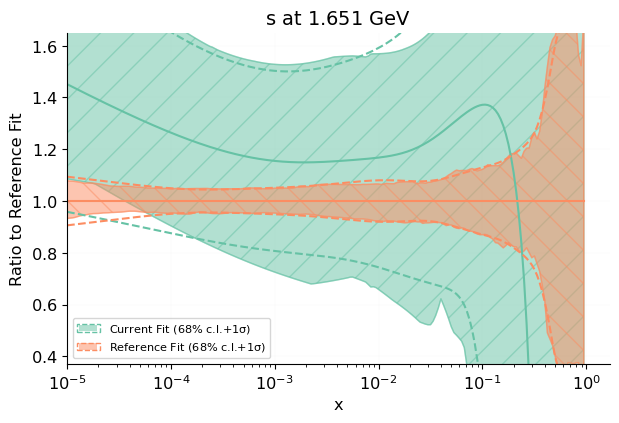 s at 1.651 GeV
Ratio to Reference Fit
1.6
1.4
1.2
1.0
0.8
0.6
0.4
Current Fit (68% c.l.+1σ)
Reference Fit (68% c.l.+1σ)
10⁻⁵ 10⁻⁴ 10⁻³ 10⁻² 10⁻¹ 10⁰
x